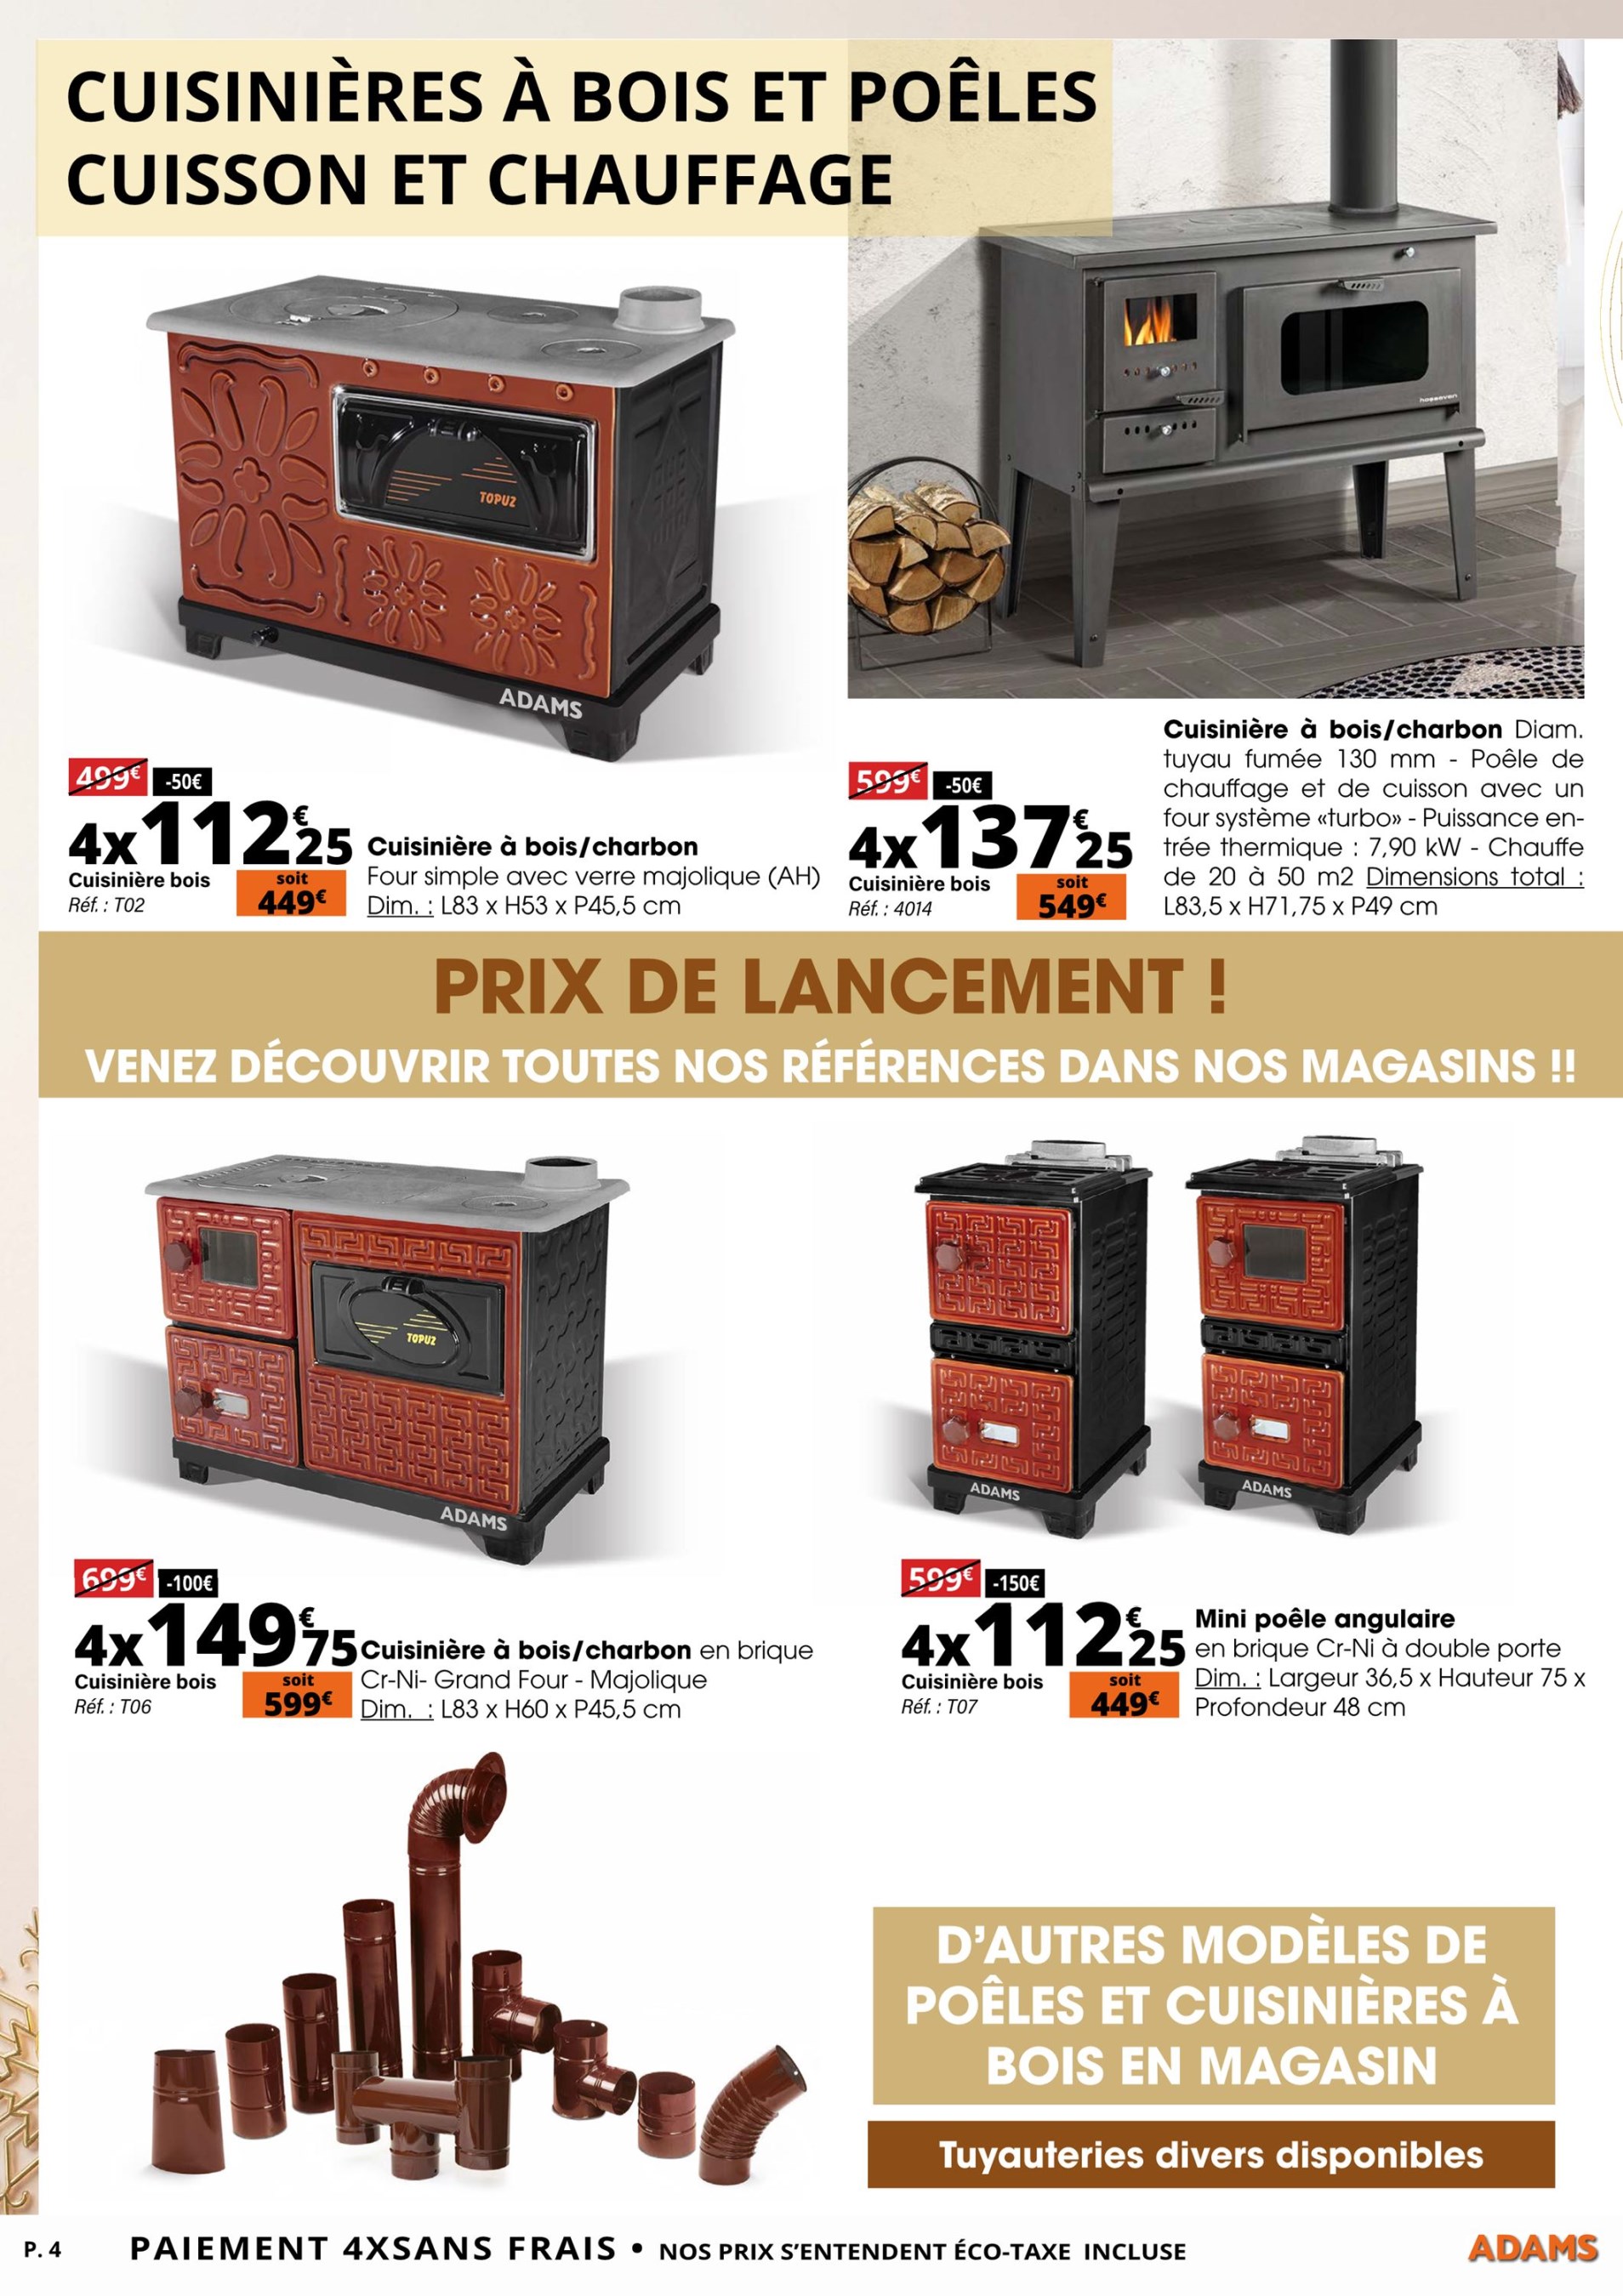 CUISINIÈRES À BOIS ET POÊLES
CUISSON ET CHAUFFAGE
TOPUZ
ADAMS
hosseven
499€ -50€
4x112€25
Cuisinière bois
Réf. : T02
soit
449€
Cuisinière à bois/charbon
Four simple avec verre majolique (AH)
Dim. : L83 x H53 x P45,5 cm
599€ -50€
4x137€25
Cuisinière bois
Réf. : 4014
soit
549€
Cuisinière à bois/charbon Diam.
tuyau fumée 130 mm - Poêle de
chauffage et de cuisson avec un
four système «turbo» - Puissance en-
trée thermique : 7,90 kW - Chauffe
de 20 à 50 m2 Dimensions total :
L83,5 x H71,75 x P49 cm
PRIX DE LANCEMENT !
VENEZ DÉCOUVRIR TOUTES NOS RÉFÉRENCES DANS NOS MAGASINS !!
TOPUZ
ADAMS
ADAMS
ADAMS
699€ -100€
4x149€75
Cuisinière bois
Réf. : T06
soit
599€
Cuisinière à bois/charbon en brique
Cr-Ni- Grand Four - Majolique
Dim. : L83 x H60 x P45,5 cm
599€ -150€
4x112€25
Cuisinière bois
Réf. : T07
soit
449€
Mini poêle angulaire
en brique Cr-Ni à double porte
Dim. : Largeur 36,5 x Hauteur 75 x
Profondeur 48 cm
D'AUTRES MODÈLES DE
POÊLES ET CUISINIÈRES À
BOIS EN MAGASIN
Tuyauteries divers disponibles
P. 4
PAIEMENT 4XSANS FRAIS • NOS PRIX S'ENTENDENT ÉCO-TAXE INCLUSE
ADAMS